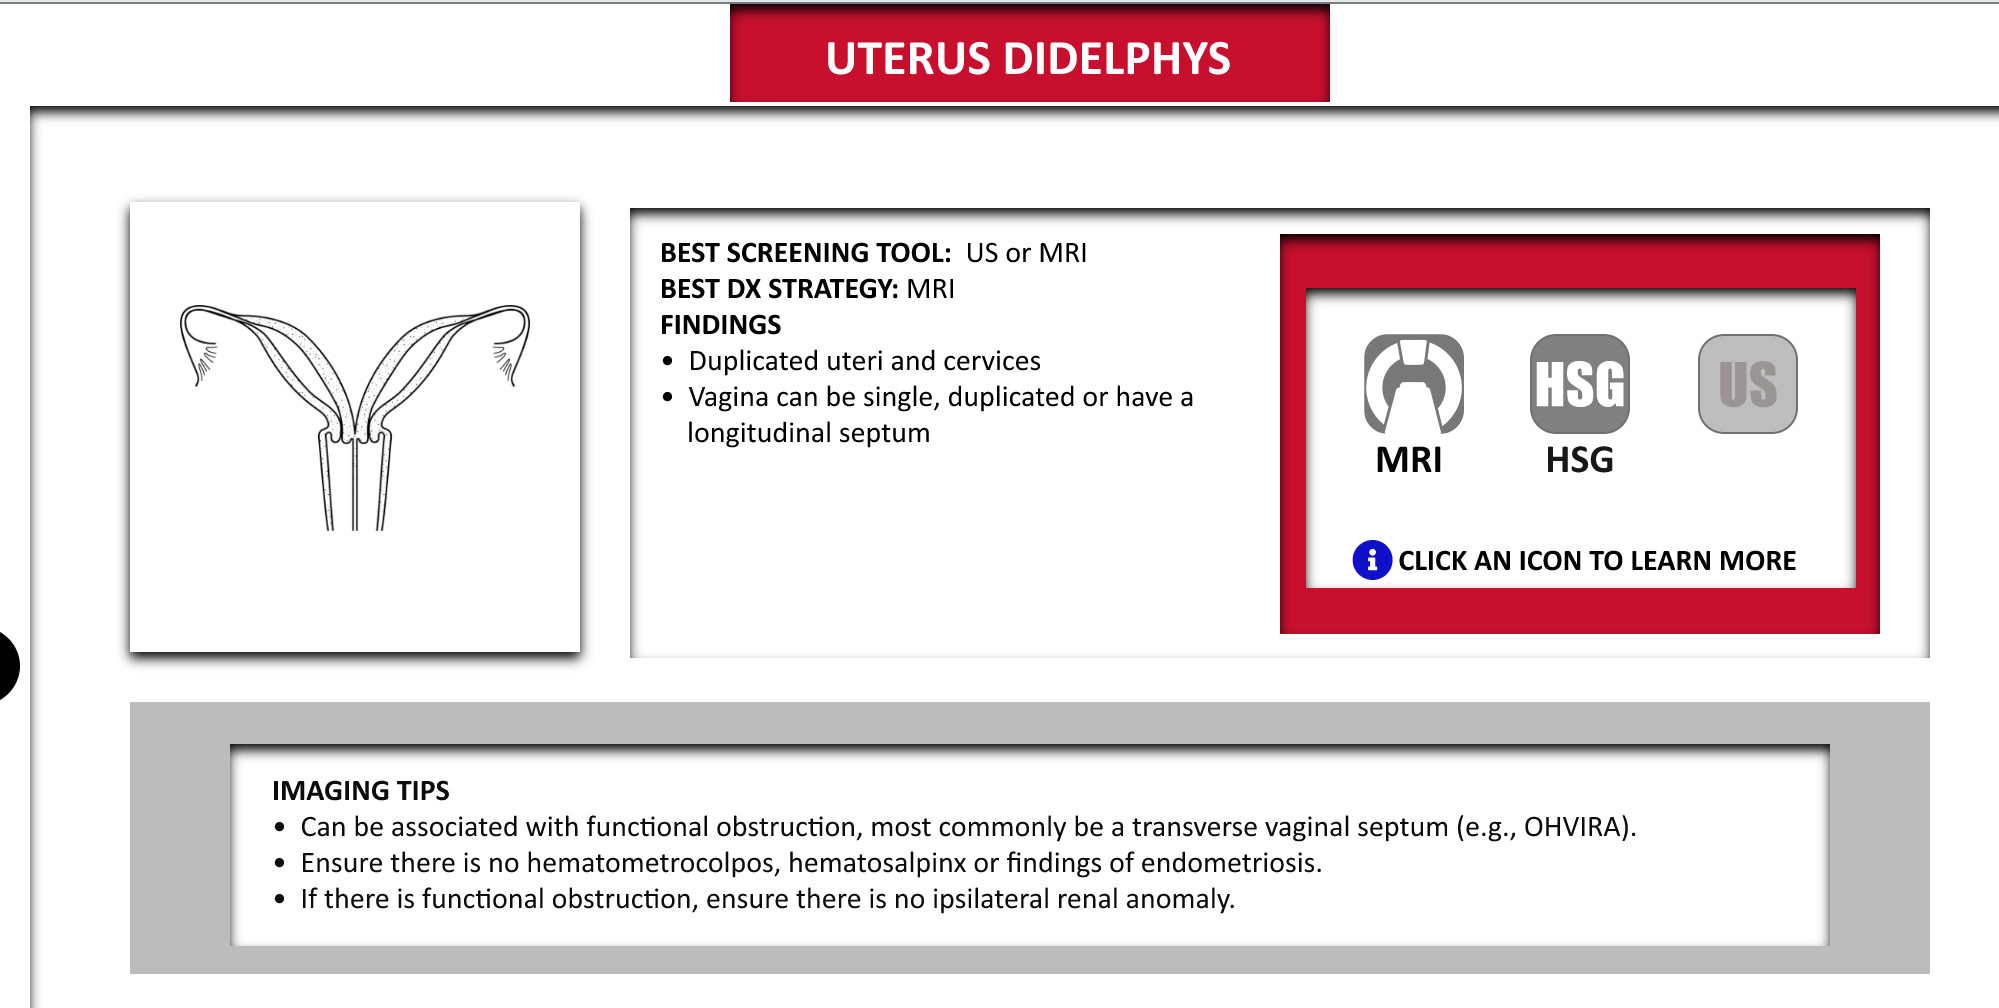 UTERUS DIDELPHYS
BEST SCREENING TOOL: US or MRI
BEST DX STRATEGY: MRI
FINDINGS
• Duplicated uteri and cervices
• Vagina can be single, duplicated or have a
longitudinal septum
HSG
US
MRI
HSG
i CLICK AN ICON TO LEARN MORE
IMAGING TIPS
• Can be associated with functional obstruction, most commonly be a transverse vaginal septum (e.g., OHVIRA).
• Ensure there is no hematometrocolpos, hematosalpinx or findings of endometriosis.
• If there is functional obstruction, ensure there is no ipsilateral renal anomaly.